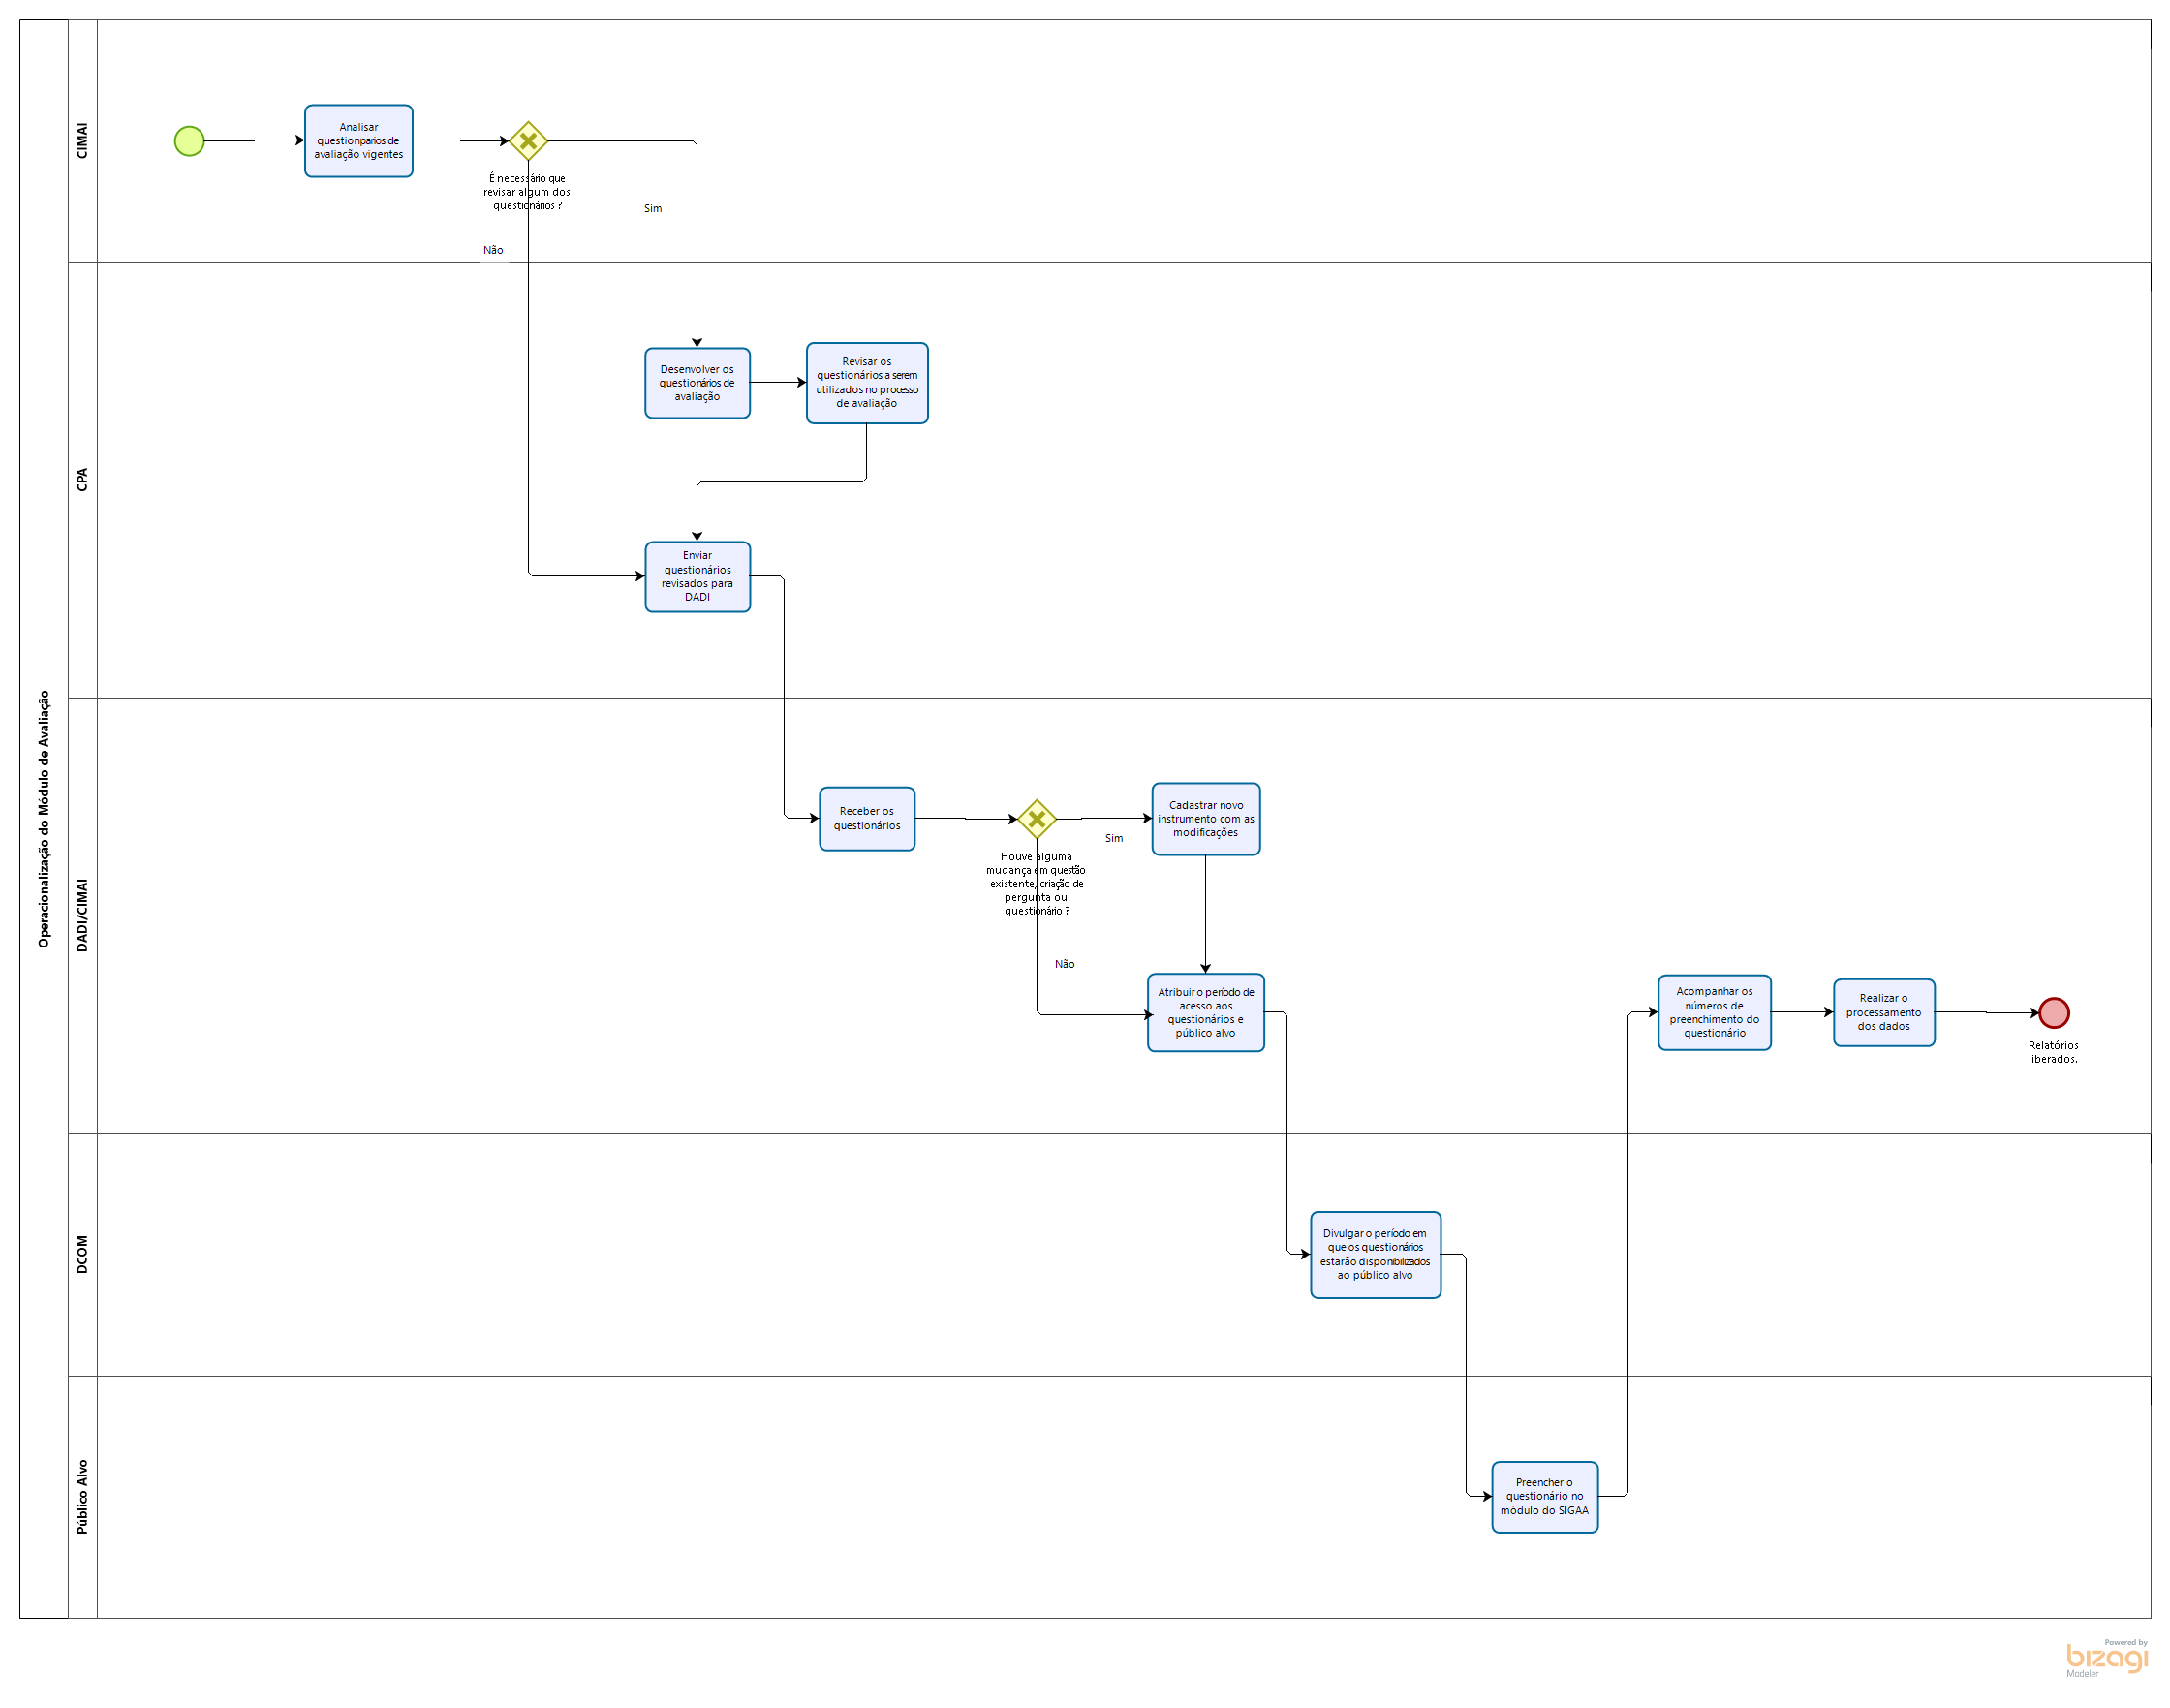 Operacionalização do Módulo de Avaliação
CIMAI
Analisar
questionparios de
avaliação vigentes
É necessário que
revisar algum dos
questionários ?
Sim
Não
CPA
Desenvolver os
questionários de
avaliação
Revisar os
questionários a serem
utilizados no processo
de avaliação
Enviar
questionários
revisados para
DADI
DADI/CIMAI
Receber os
questionários
Houve alguma
mudança em questão
existente, criação de
pergunta ou
questionário ?
Sim
Não
Cadastrar novo
instrumento com as
modificações
Atribuir o período de
acesso aos
questionários e
público alvo
Acompanhar os
números de
preenchimento do
questionário
Realizar o
processamento
dos dados
Relatórios
liberados.
DCOM
Divulgar o período em
que os questionários
estarão disponibilizados
ao público alvo
Público Alvo
Preencher o
questionário no
módulo do SIGAA
Powered by
bizagi
Modeler